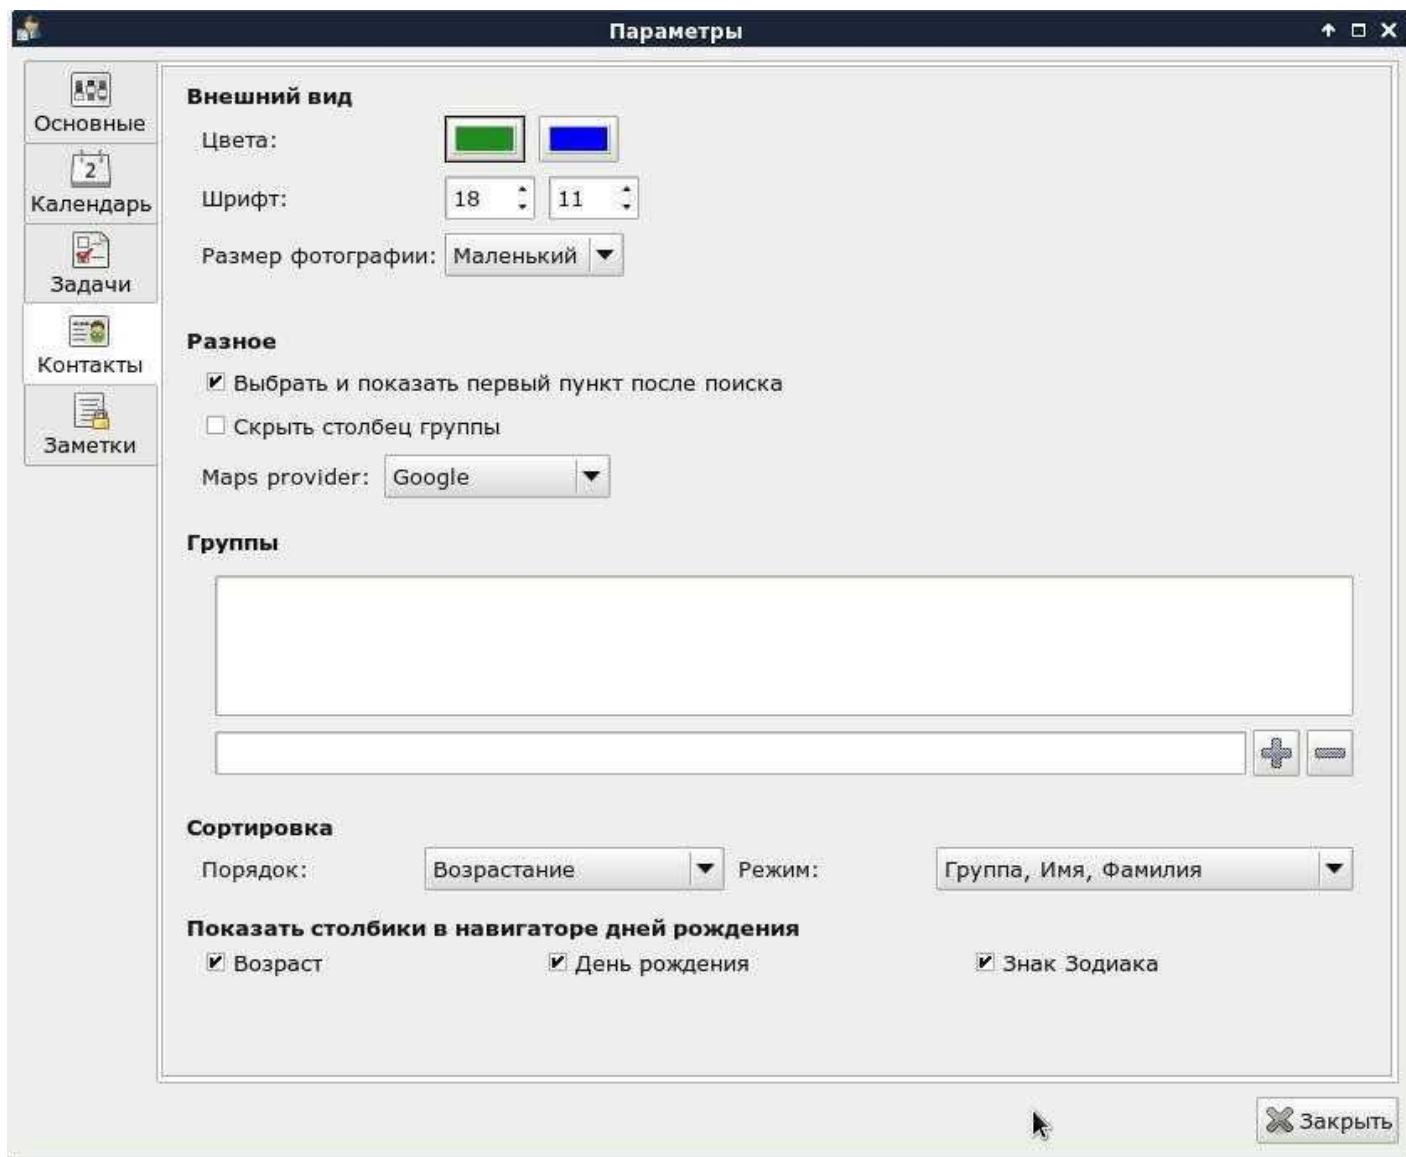 Параметры
Основные
2
Календарь
Задачи
Контакты
Заметки
Внешний вид
Цвета:
Шрифт: 18 11
Размер фотографии: Маленький
Разное
Выбрать и показать первый пункт после поиска
Скрыть столбец группы
Maps provider: Google
Группы
Сортировка
Порядок: Возрастание Режим: Группа, Имя, Фамилия
Показать столбики в навигаторе дней рождения
Возраст День рождения Знак Зодиака
Закрыть